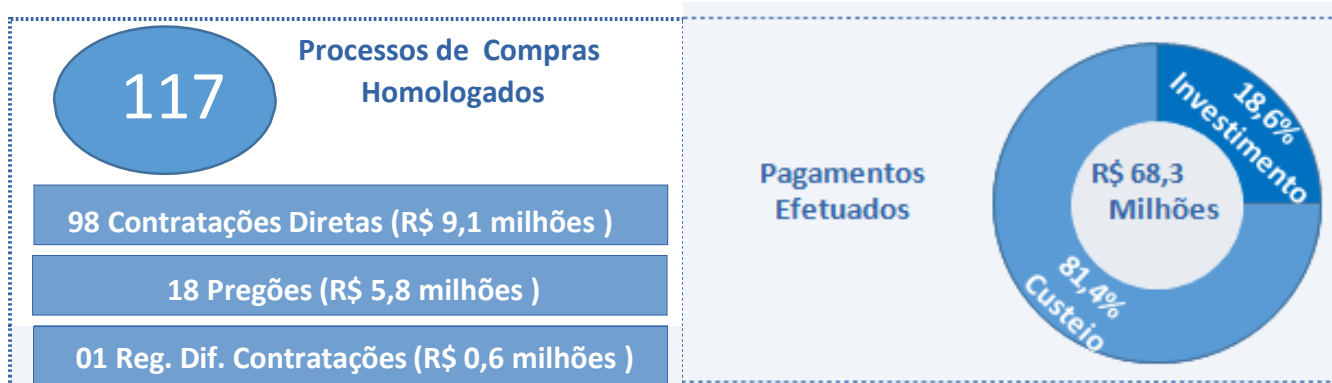 117
Processos de Compras
Homologados
98 Contratações Diretas (R$ 9,1 milhões )
18 Pregões (R$ 5,8 milhões )
01 Reg. Dif. Contratações (R$ 0,6 milhões )
Pagamentos
Efetuados
R$ 68,3
Milhões
18,6%
Investimento
81,4%
Custeio